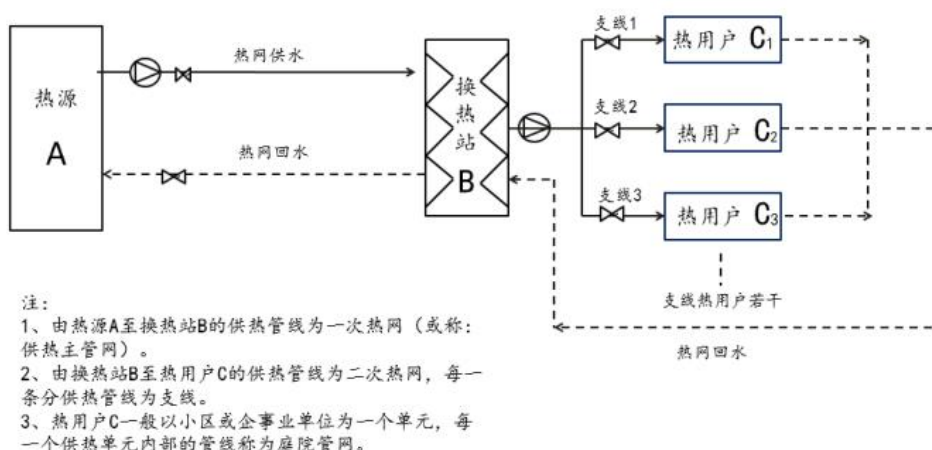 支线1
热网供水
热用户 C₁
热源
A
换热站
B
支线2
热用户 C₂
热网回水
支线3
热用户 C₃
支线热用户若干
热网回水
注：
1、由热源A至换热站B的供热管线为一次热网（或称：
供热主管网）。
2、由换热站B至热用户C的供热管线为二次热网，每一
条分供热管线为支线。
3、热用户C一般以小区或企事业单位为一个单元，每
一个供热单元内部的管线称为庭院管网。